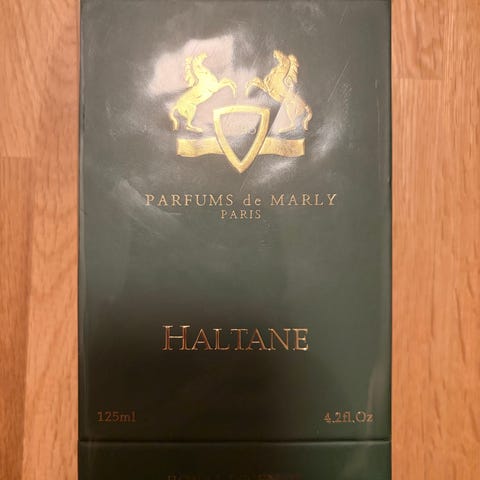 PARFUMS de MARLY
PARIS
HALTANE
125ml 4.2fl.Oz